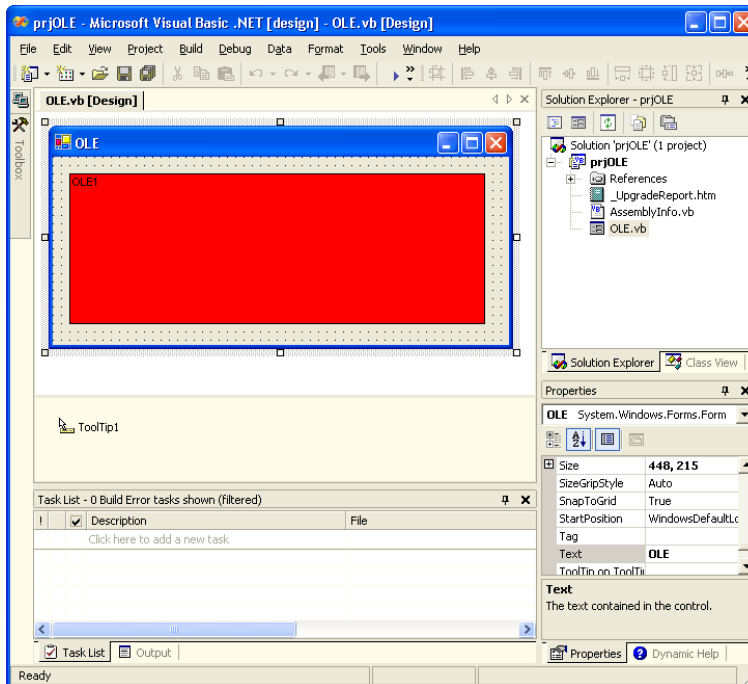 prjOLE - Microsoft Visual Basic .NET [design] - OLE.vb [Design]
File Edit View Project Build Debug Data Format Tools Window Help
OLE.vb [Design]
Toolbox
OLE
OLE1
ToolTip1
Solution Explorer - prjOLE
Solution 'prjOLE' (1 project)
prjOLE
References
_UpgradeReport.htm
AssemblyInfo.vb
OLE.vb
Solution Explorer Class View
Properties
OLE System.Windows.Forms.Form
Size 448, 215
SizeGripStyle Auto
SnapToGrid True
StartPosition WindowsDefaultLo
Tag
Text OLE
Text
The text contained in the control.
Properties Dynamic Help
Task List - 0 Build Error tasks shown (filtered)
! Description File
Click here to add a new task
Task List Output
Ready